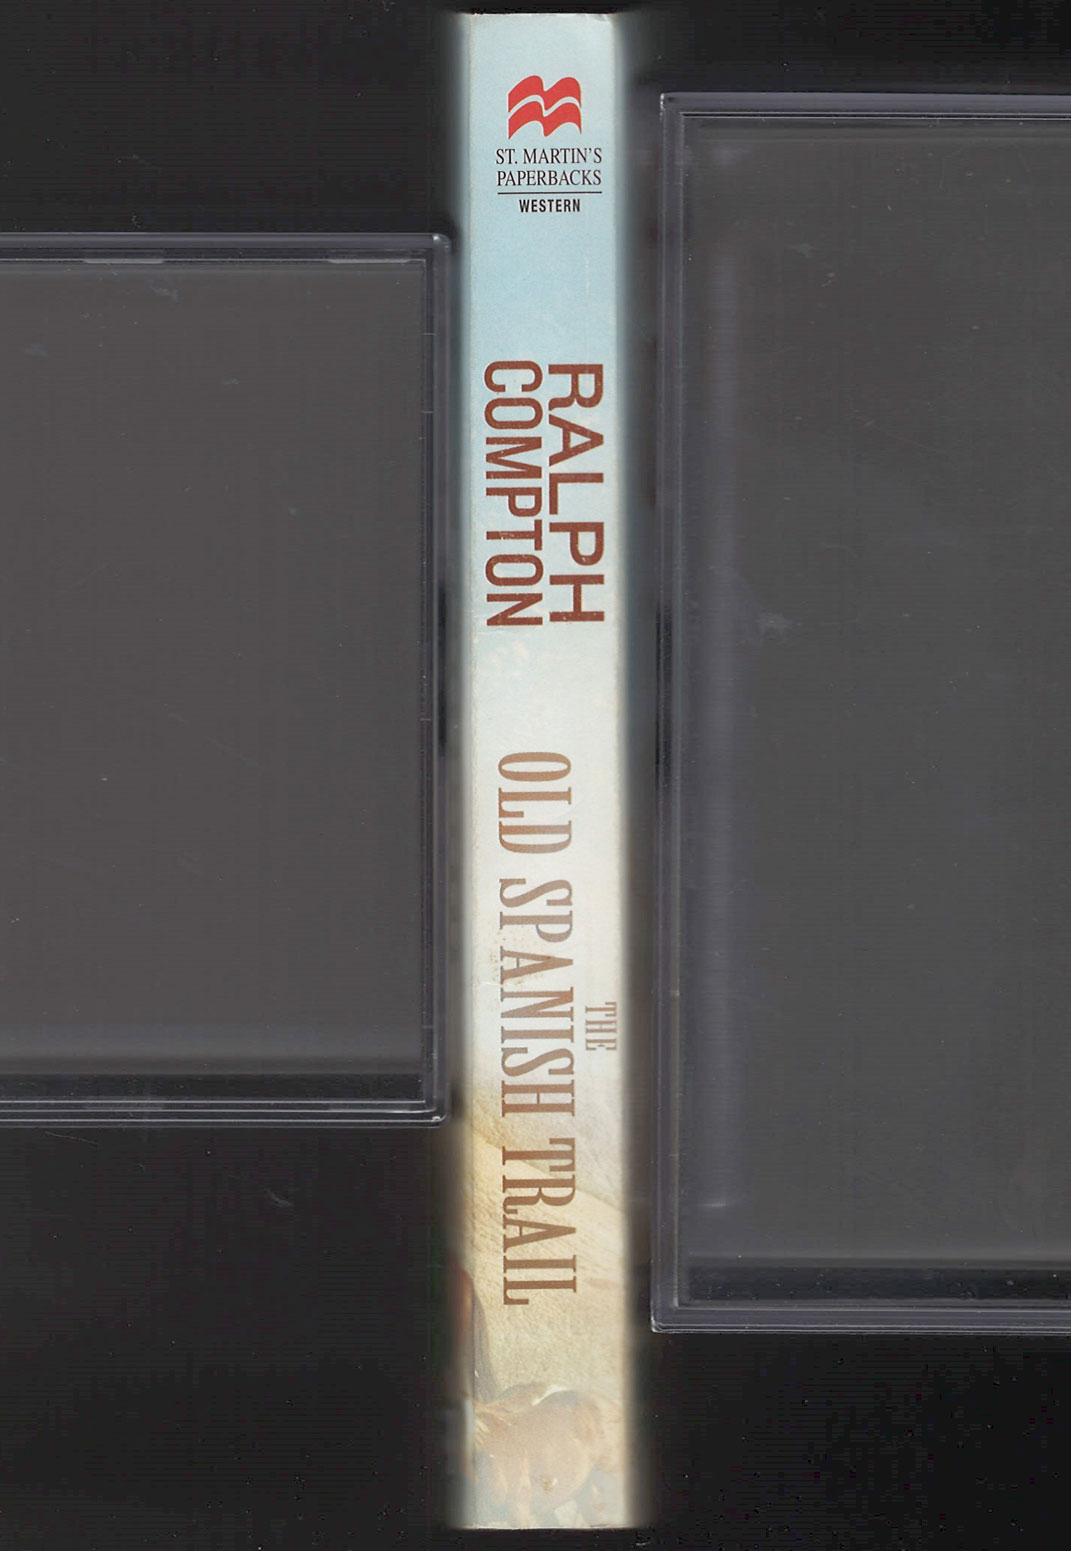 ST. MARTIN'S
PAPERBACKS
WESTERN
RALPH
COMPTON
THE
OLD SPANISH TRAIL